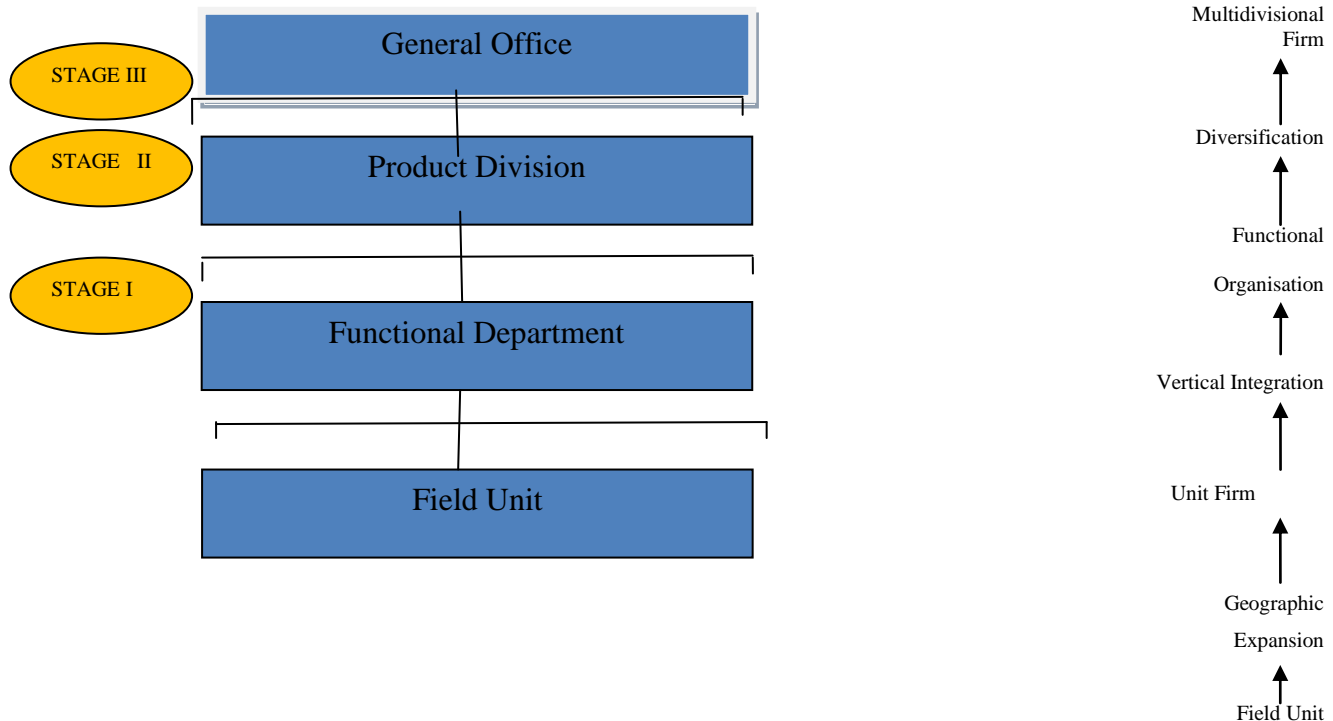 General Office
STAGE III
STAGE II
Product Division
STAGE I
Functional Department
Field Unit
Multidivisional
Firm
Diversification
Functional
Organisation
Vertical Integration
Unit Firm
Geographic
Expansion
Field Unit